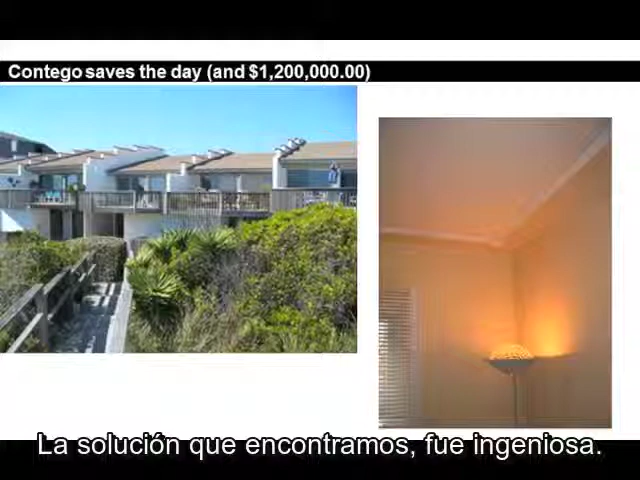 Contego saves the day (and $1,200,000.00)
La solución que encontramos, fue ingeniosa.